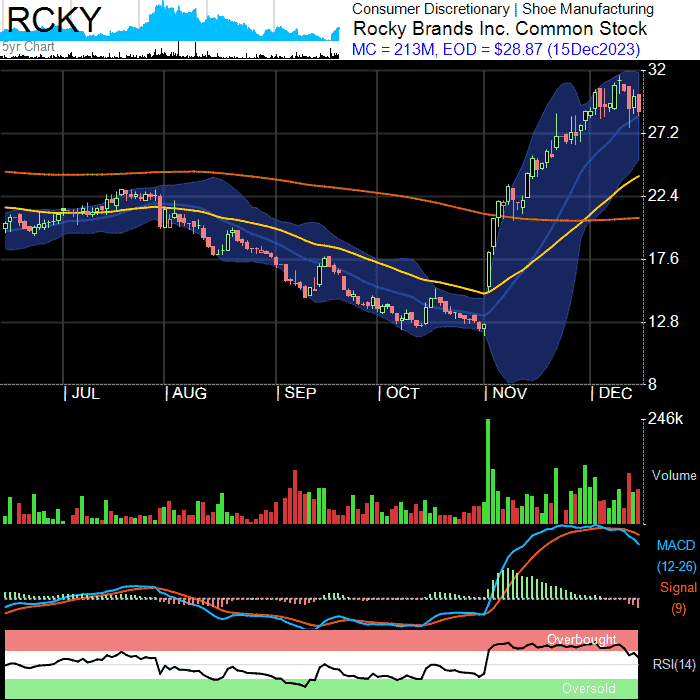 RCKY
5yr Chart
Consumer Discretionary | Shoe Manufacturing
Rocky Brands Inc. Common Stock
MC = 213M, EOD = $28.87 (15Dec2023)
32
27.2
22.4
17.6
12.8
8
| JUL | AUG | SEP | OCT | NOV | DEC
246k
Volume
MACD
(12-26)
Signal
(9)
Overbought
RSI(14)
Oversold